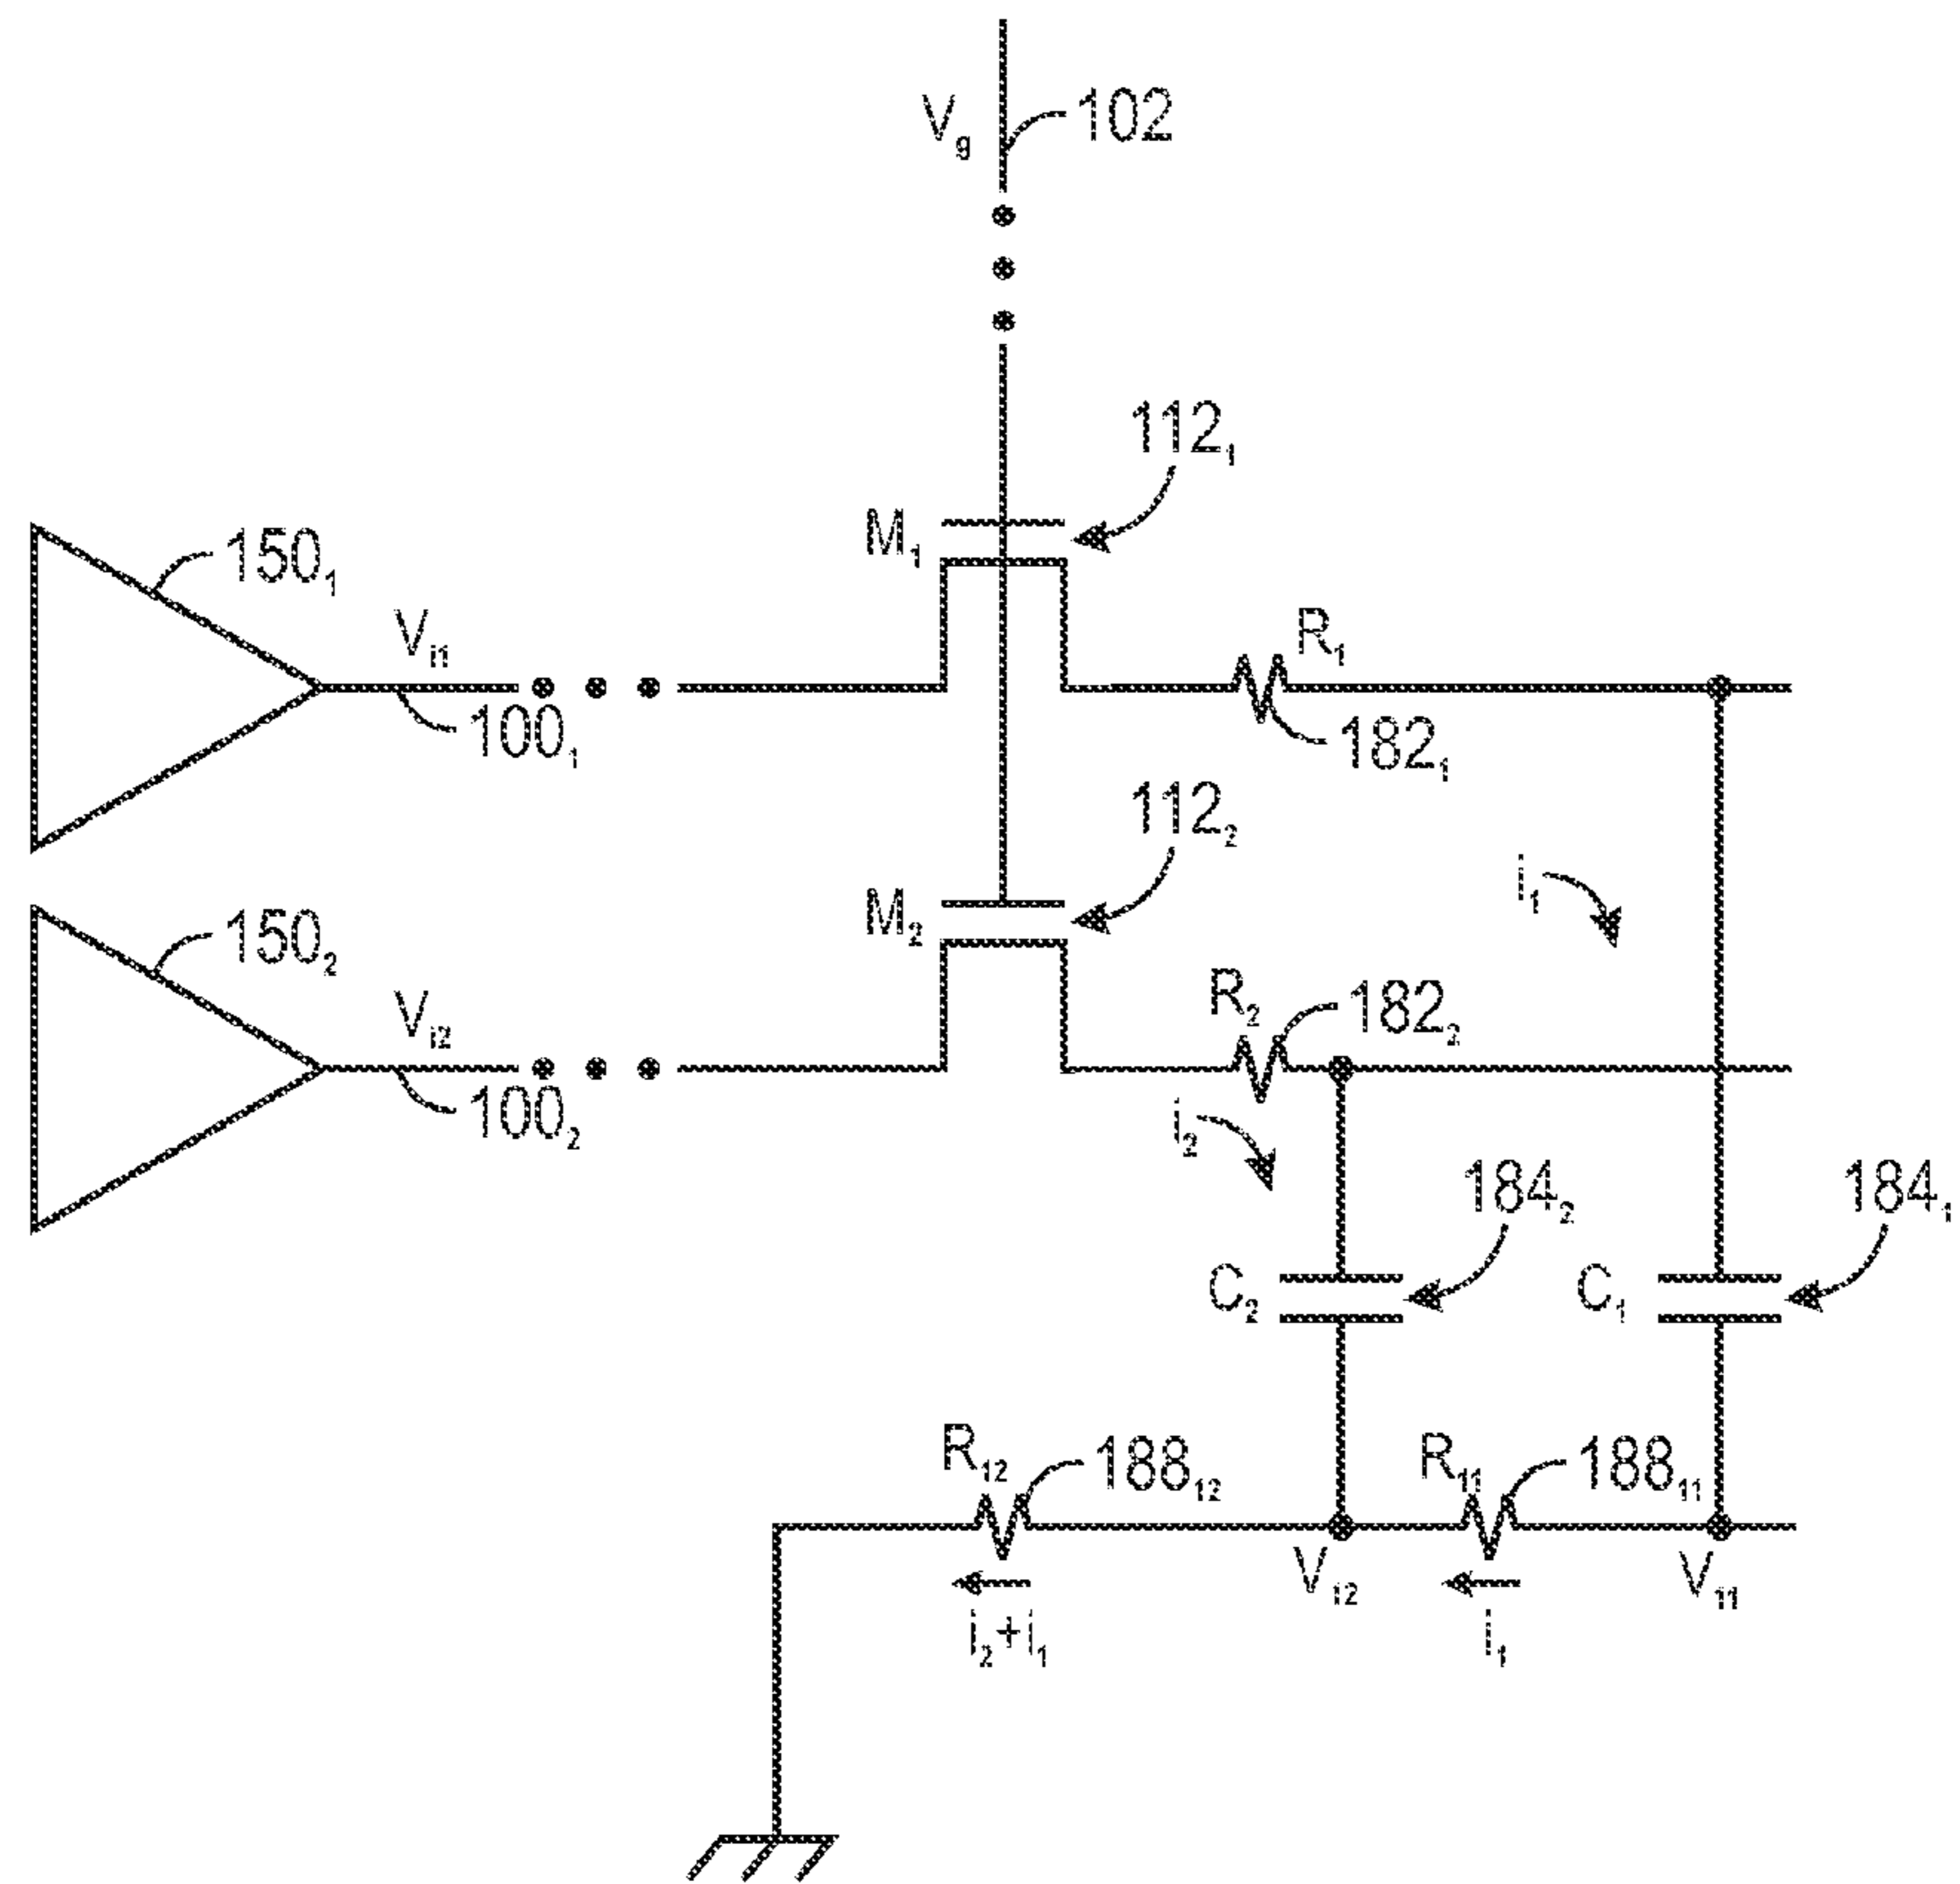 Vg 102
112₁
M₁
150₁
Vi1
R₁
100₁
182₁
112₂
i₁
M₂
150₂
R₂ 182₂
Vi2
100₂
i₂
184₂ 184₁
C₂ C₁
R₁₂ 188₁₂ R₁₁ 188₁₁
V₁₂ V₁₁
i₂+i₁ i₁